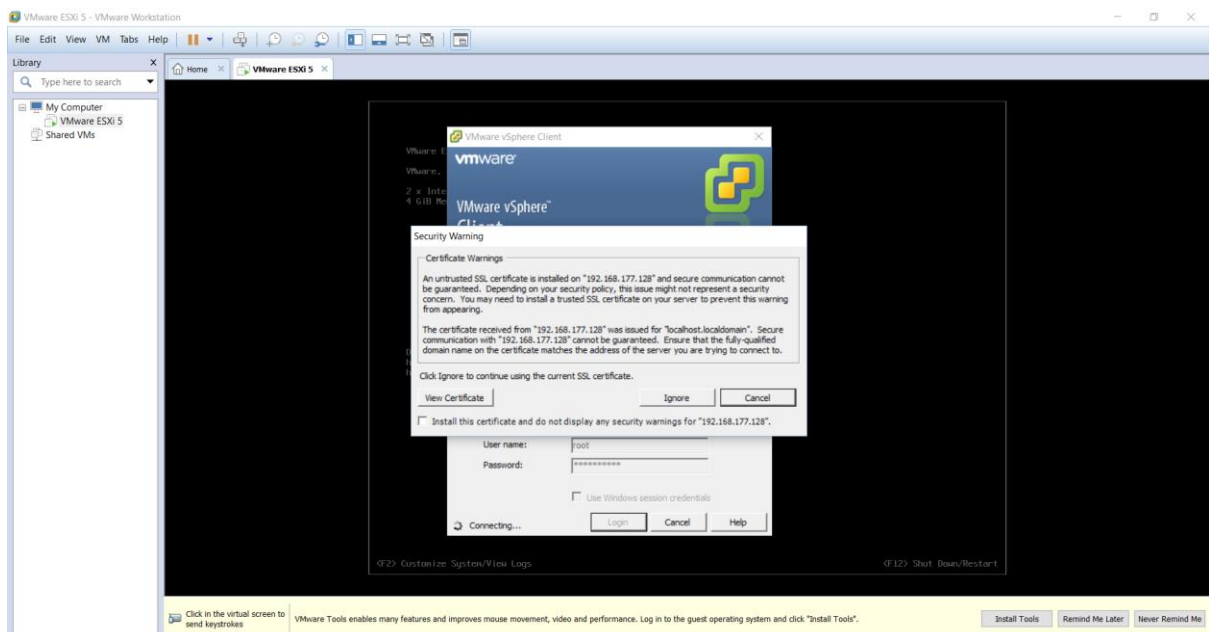 VMware ESXi 5 - VMware Workstation
File Edit View VM Tabs Help
Library X
Home × VMware ESXi 5 ×
Type here to search
My Computer
VMware ESXi 5
Shared VMs
VMware vSphere Client
VMware E
vmware
VMware,
2 x Inte
4 GiB Me
VMware vSphere™
Client
Security Warning
Certificate Warnings
An untrusted SSL certificate is installed on "192.168.177.128" and secure communication cannot
be guaranteed. Depending on your security policy, this issue might not represent a security
concern. You may need to install a trusted SSL certificate on your server to prevent this warning
from appearing.
The certificate received from "192.168.177.128" was issued for "localhost.localdomain". Secure
communication with "192.168.177.128" cannot be guaranteed. Ensure that the fully-qualified
domain name on the certificate matches the address of the server you are trying to connect to.
Click Ignore to continue using the current SSL certificate.
View Certificate Ignore Cancel
Install this certificate and do not display any security warnings for "192.168.177.128".
User name: root
Password: **********
Use Windows session credentials
Connecting... Login Cancel Help
<F2> Customize System/View Logs <F12> Shut Down/Restart
Click in the virtual screen to
send keystrokes
VMware Tools enables many features and improves mouse movement, video and performance. Log in to the guest operating system and click "Install Tools".
Install Tools Remind Me Later Never Remind Me